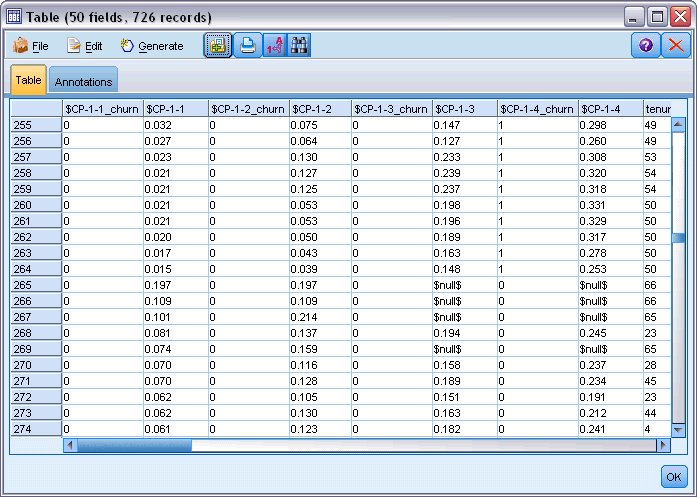 Table (50 fields, 726 records)
File Edit Generate
Table Annotations
$CP-1-1_churn $CP-1-1 $CP-1-2_churn $CP-1-2 $CP-1-3_churn $CP-1-3 $CP-1-4_churn $CP-1-4 tenur
255 0 0.032 0 0.075 0 0.147 1 0.298 49
256 0 0.027 0 0.064 0 0.127 1 0.260 49
257 0 0.023 0 0.130 0 0.233 1 0.308 53
258 0 0.021 0 0.127 0 0.239 1 0.320 54
259 0 0.021 0 0.125 0 0.237 1 0.318 54
260 0 0.021 0 0.053 0 0.198 1 0.331 50
261 0 0.021 0 0.053 0 0.196 1 0.329 50
262 0 0.020 0 0.050 0 0.189 1 0.317 50
263 0 0.017 0 0.043 0 0.163 1 0.278 50
264 0 0.015 0 0.039 0 0.148 1 0.253 50
265 0 0.197 0 0.197 0 $null$ 0 $null$ 66
266 0 0.109 0 0.109 0 $null$ 0 $null$ 66
267 0 0.101 0 0.214 0 $null$ 0 $null$ 65
268 0 0.081 0 0.137 0 0.194 0 0.245 23
269 0 0.074 0 0.159 0 $null$ 0 $null$ 65
270 0 0.070 0 0.116 0 0.158 0 0.237 28
271 0 0.070 0 0.128 0 0.189 0 0.234 45
272 0 0.062 0 0.105 0 0.151 0 0.191 23
273 0 0.062 0 0.130 0 0.163 0 0.212 44
274 0 0.061 0 0.123 0 0.182 0 0.241 4
OK